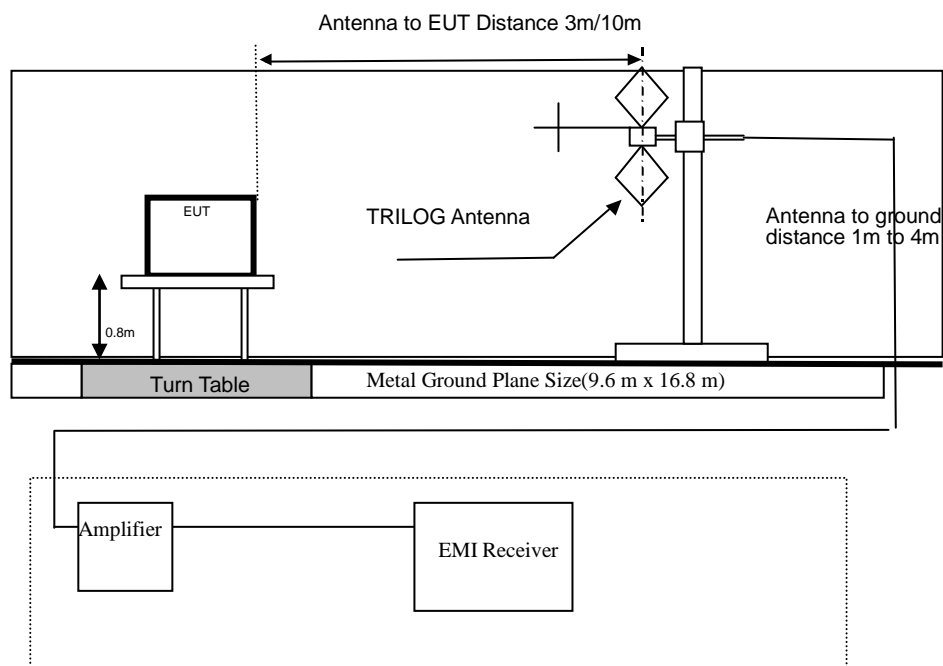 Antenna to EUT Distance 3m/10m
EUT
TRILOG Antenna
Antenna to ground
distance 1m to 4m
0.8m
Turn Table
Metal Ground Plane Size(9.6 m x 16.8 m)
Amplifier
EMI Receiver